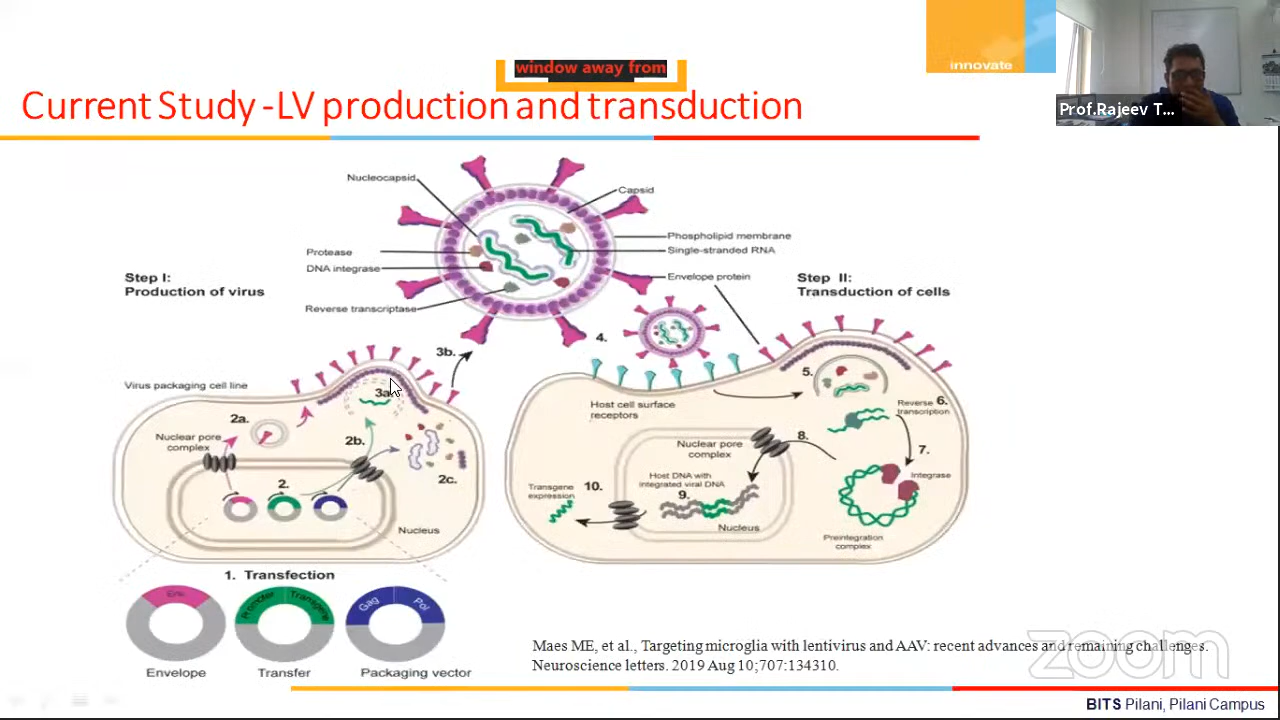 window away from
innovate
Prof.Rajeev T...
Current Study -LV production and transduction
Nucleocapsid
Capsid
Phospholipid membrane
Protease
Single-stranded RNA
DNA integrase
Envelope protein
Step I:
Production of virus
Step II:
Transduction of cells
Reverse transcriptase
4.
3b.
Virus packaging cell line
3a.
5.
Host cell surface
receptors
Reverse
transcription
6.
2a.
2b.
Nuclear pore
complex
2c.
2.
Nucleus
Nuclear pore
complex
8.
7.
Integrase
Host DNA with
integrated viral DNA
9.
Transgene
expression
10.
Nucleus
Preintegration
complex
1. Transfection
Env
Promoter
Transgene
Gag
Pol
Envelope
Transfer
Packaging vector
Maes ME, et al., Targeting microglia with lentivirus and AAV: recent advances and remaining challenges.
Neuroscience letters. 2019 Aug 10;707:134310.
zoom
BITS Pilani, Pilani Campus